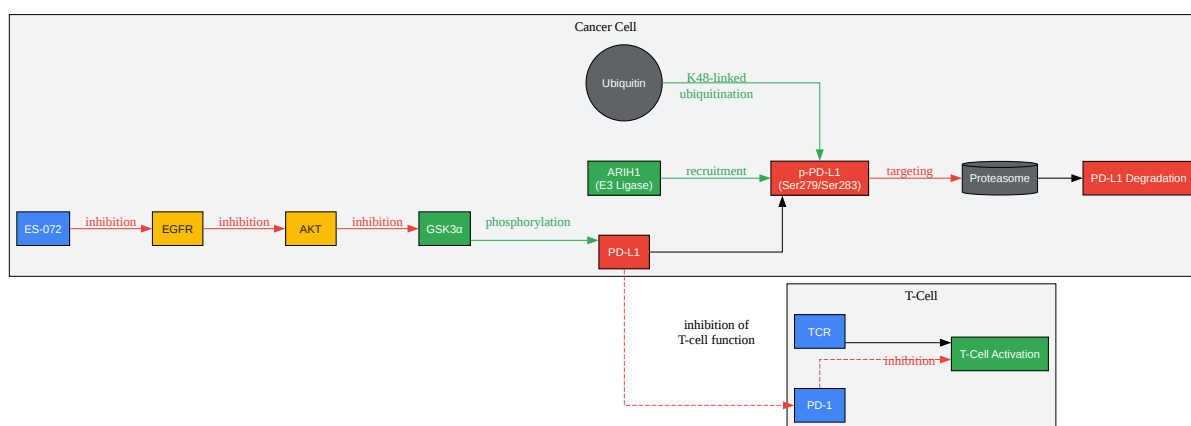 Cancer Cell
Ubiquitin
K48-linked
ubiquitination
ARIH1
(E3 Ligase)
recruitment
p-PD-L1
(Ser279/Ser283)
targeting
Proteasome
PD-L1 Degradation
ES-072
inhibition
EGFR
inhibition
AKT
inhibition
GSK3α
phosphorylation
PD-L1
inhibition of
T-cell function
T-Cell
TCR
T-Cell Activation
inhibition
PD-1